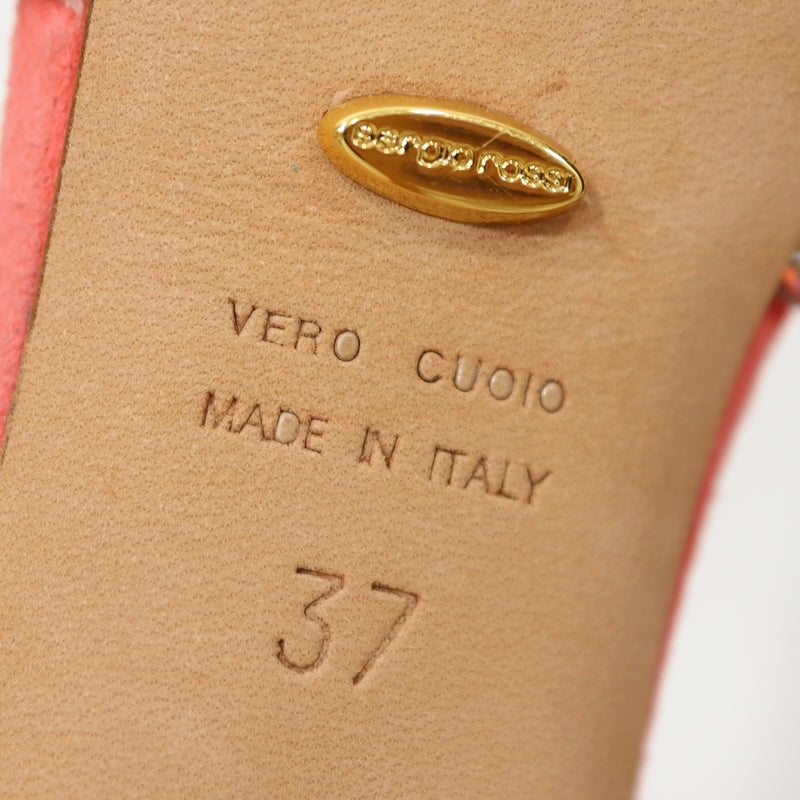 sergio rossi
VERO CUOIO
MADE IN ITALY
37